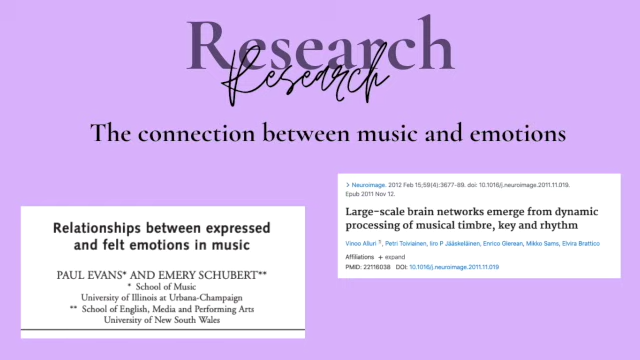 Research
Research
The connection between music and emotions
Relationships between expressed
and felt emotions in music
PAUL EVANS* AND EMERY SCHUBERT**
* School of Music
University of Illinois at Urbana-Champaign
** School of English, Media and Performing Arts
University of New South Wales
> Neuroimage. 2012 Feb 15;59(4):3677-89. doi: 10.1016/j.neuroimage.2011.11.019.
Epub 2011 Nov 12.
Large-scale brain networks emerge from dynamic
processing of musical timbre, key and rhythm
Vinoo Alluri 1, Petri Toiviainen, Iiro P Jääskeläinen, Enrico Glerean, Mikko Sams, Elvira Brattico
Affiliations + expand
PMID: 22116038 DOI: 10.1016/j.neuroimage.2011.11.019